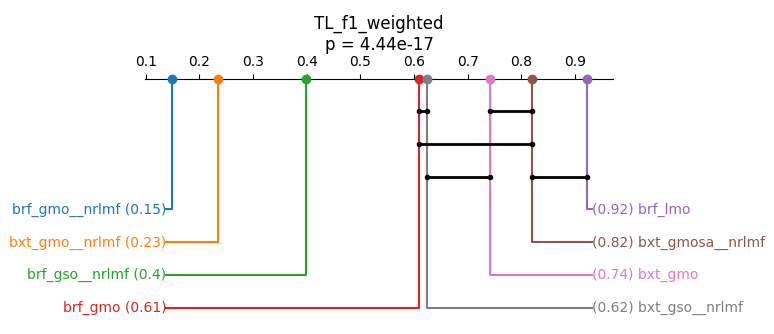 TL_f1_weighted
p = 4.44e-17
0.1 0.2 0.3 0.4 0.5 0.6 0.7 0.8 0.9
brf_gmo__nrlmf (0.15) (0.92) brf_lmo
bxt_gmo__nrlmf (0.23) (0.82) bxt_gmosa__nrlmf
brf_gso__nrlmf (0.4) (0.74) bxt_gmo
brf_gmo (0.61) (0.62) bxt_gso__nrlmf